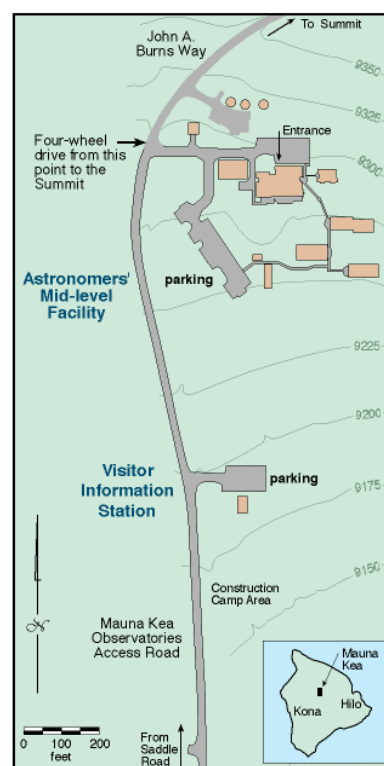 To Summit
John A.
Burns Way
9350
9325
Four-wheel
drive from this
point to the
Summit
Entrance
9300
Astronomers'
Mid-level
Facility
parking
9225
9200
Visitor
Information
Station
parking
9175
9150
N
Construction
Camp Area
Mauna Kea
Observatories
Access Road
Mauna
Kea
Kona
Hilo
0 100 200
feet
From
Saddle
Road